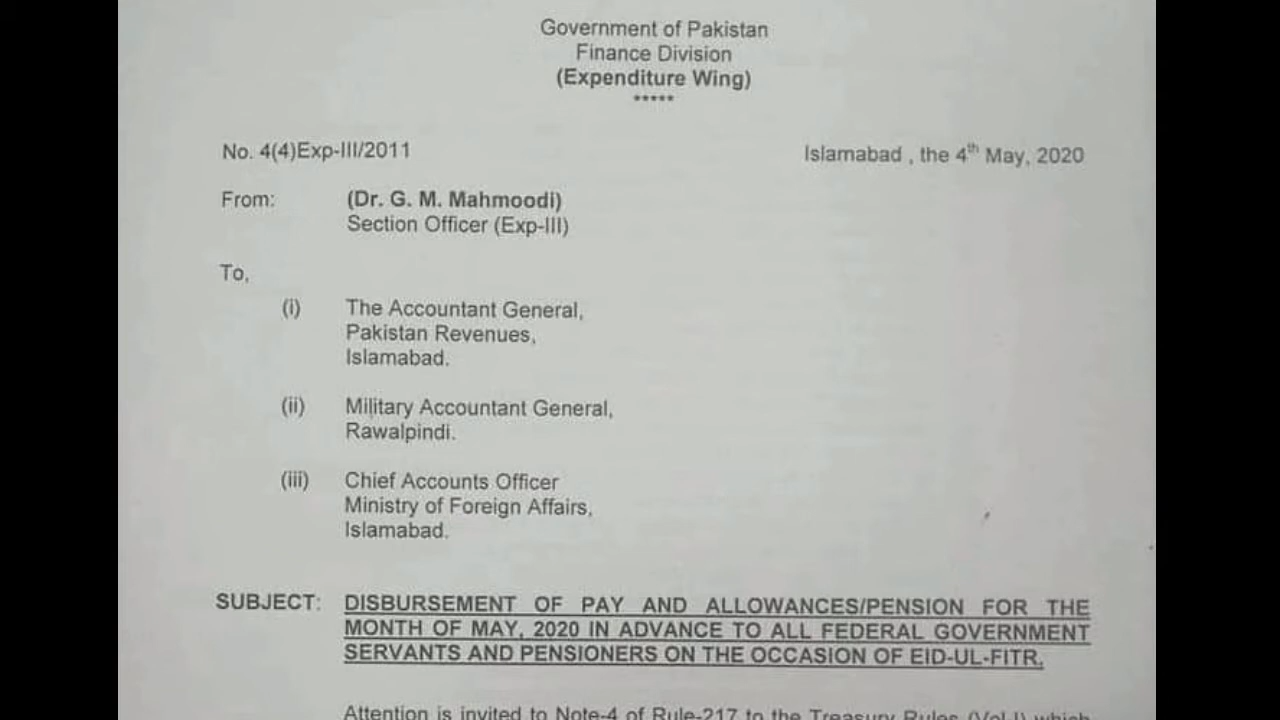 Government of Pakistan
Finance Division
(Expenditure Wing)
*****
No. 4(4)Exp-III/2011
Islamabad , the 4th May, 2020
From: (Dr. G. M. Mahmoodi)
Section Officer (Exp-III)
To,
(i) The Accountant General,
Pakistan Revenues,
Islamabad.
(ii) Military Accountant General,
Rawalpindi.
(iii) Chief Accounts Officer
Ministry of Foreign Affairs,
Islamabad.
SUBJECT: DISBURSEMENT OF PAY AND ALLOWANCES/PENSION FOR THE
MONTH OF MAY, 2020 IN ADVANCE TO ALL FEDERAL GOVERNMENT
SERVANTS AND PENSIONERS ON THE OCCASION OF EID-UL-FITR.
Attention is invited to Note-4 of Rule-217 to the Treasury Rules (Vol-I) which